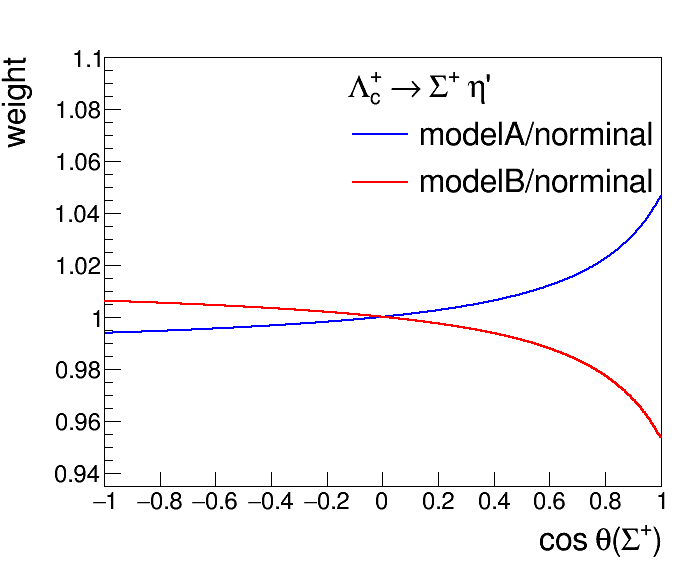 weight
1.1
1.08
1.06
1.04
1.02
1
0.98
0.96
0.94
Λc+ → Σ+ η'
modelA/norminal
modelB/norminal
−1 −0.8 −0.6 −0.4 −0.2 0 0.2 0.4 0.6 0.8 1
cos θ(Σ+)